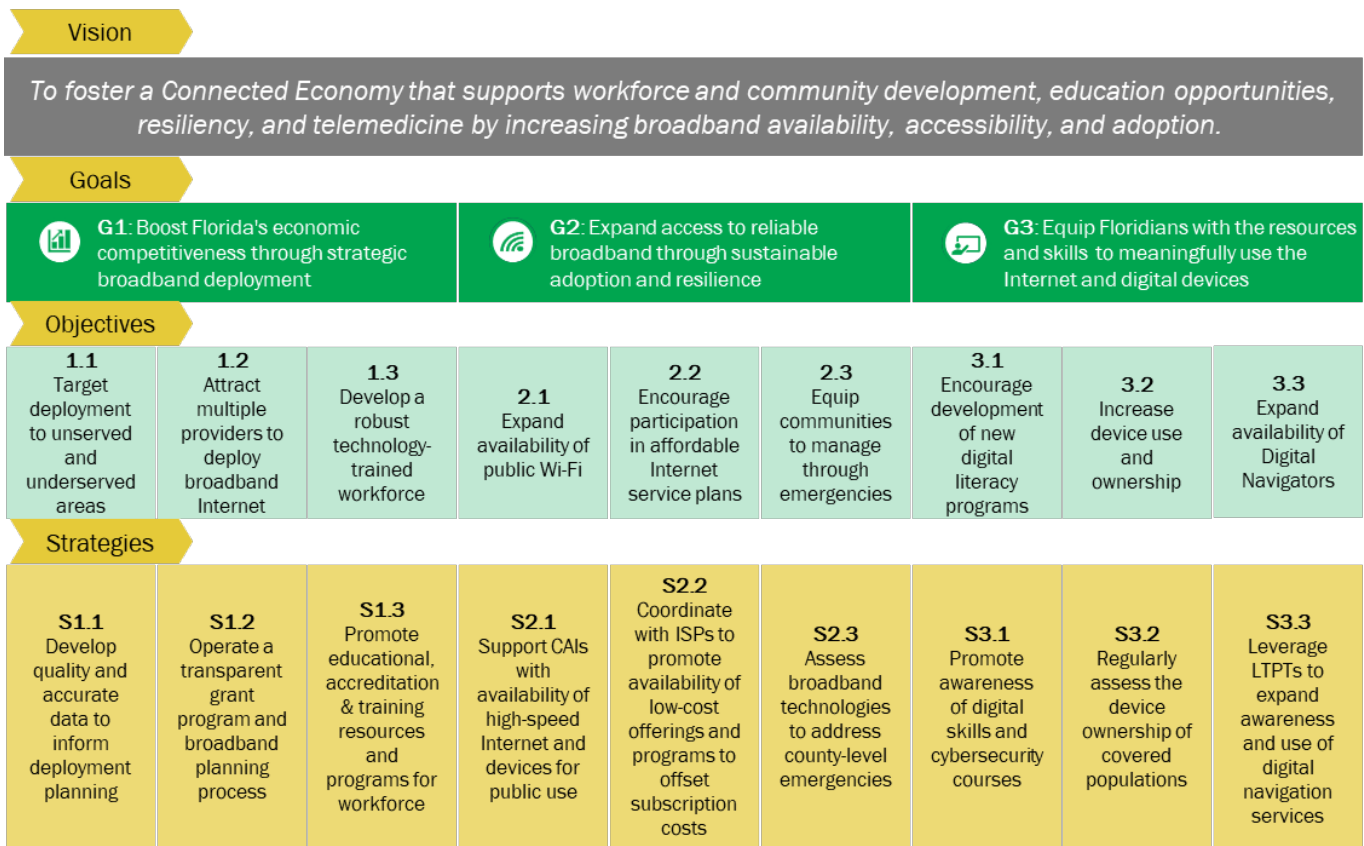 Vision
To foster a Connected Economy that supports workforce and community development, education opportunities,
resiliency, and telemedicine by increasing broadband availability, accessibility, and adoption.
Goals
G1: Boost Florida's economic
competitiveness through strategic
broadband deployment
G2: Expand access to reliable
broadband through sustainable
adoption and resilience
G3: Equip Floridians with the resources
and skills to meaningfully use the
Internet and digital devices
Objectives
1.1
Target
deployment
to unserved
and
underserved
areas
1.2
Attract
multiple
providers to
deploy
broadband
Internet
1.3
Develop a
robust
technology-
trained
workforce
2.1
Expand
availability of
public Wi-Fi
2.2
Encourage
participation
in affordable
Internet
service plans
2.3
Equip
communities
to manage
through
emergencies
3.1
Encourage
development
of new
digital
literacy
programs
3.2
Increase
device use
and
ownership
3.3
Expand
availability of
Digital
Navigators
Strategies
S1.1
Develop
quality and
accurate
data to
inform
deployment
planning
S1.2
Operate a
transparent
grant
program and
broadband
planning
process
S1.3
Promote
educational,
accreditation
& training
resources
and
programs for
workforce
S2.1
Support CAIs
with
availability of
high-speed
Internet and
devices for
public use
S2.2
Coordinate
with ISPs to
promote
availability of
low-cost
offerings and
programs to
offset
subscription
costs
S2.3
Assess
broadband
technologies
to address
county-level
emergencies
S3.1
Promote
awareness
of digital
skills and
cybersecurity
courses
S3.2
Regularly
assess the
device
ownership of
covered
populations
S3.3
Leverage
LTPTs to
expand
awareness
and use of
digital
navigation
services